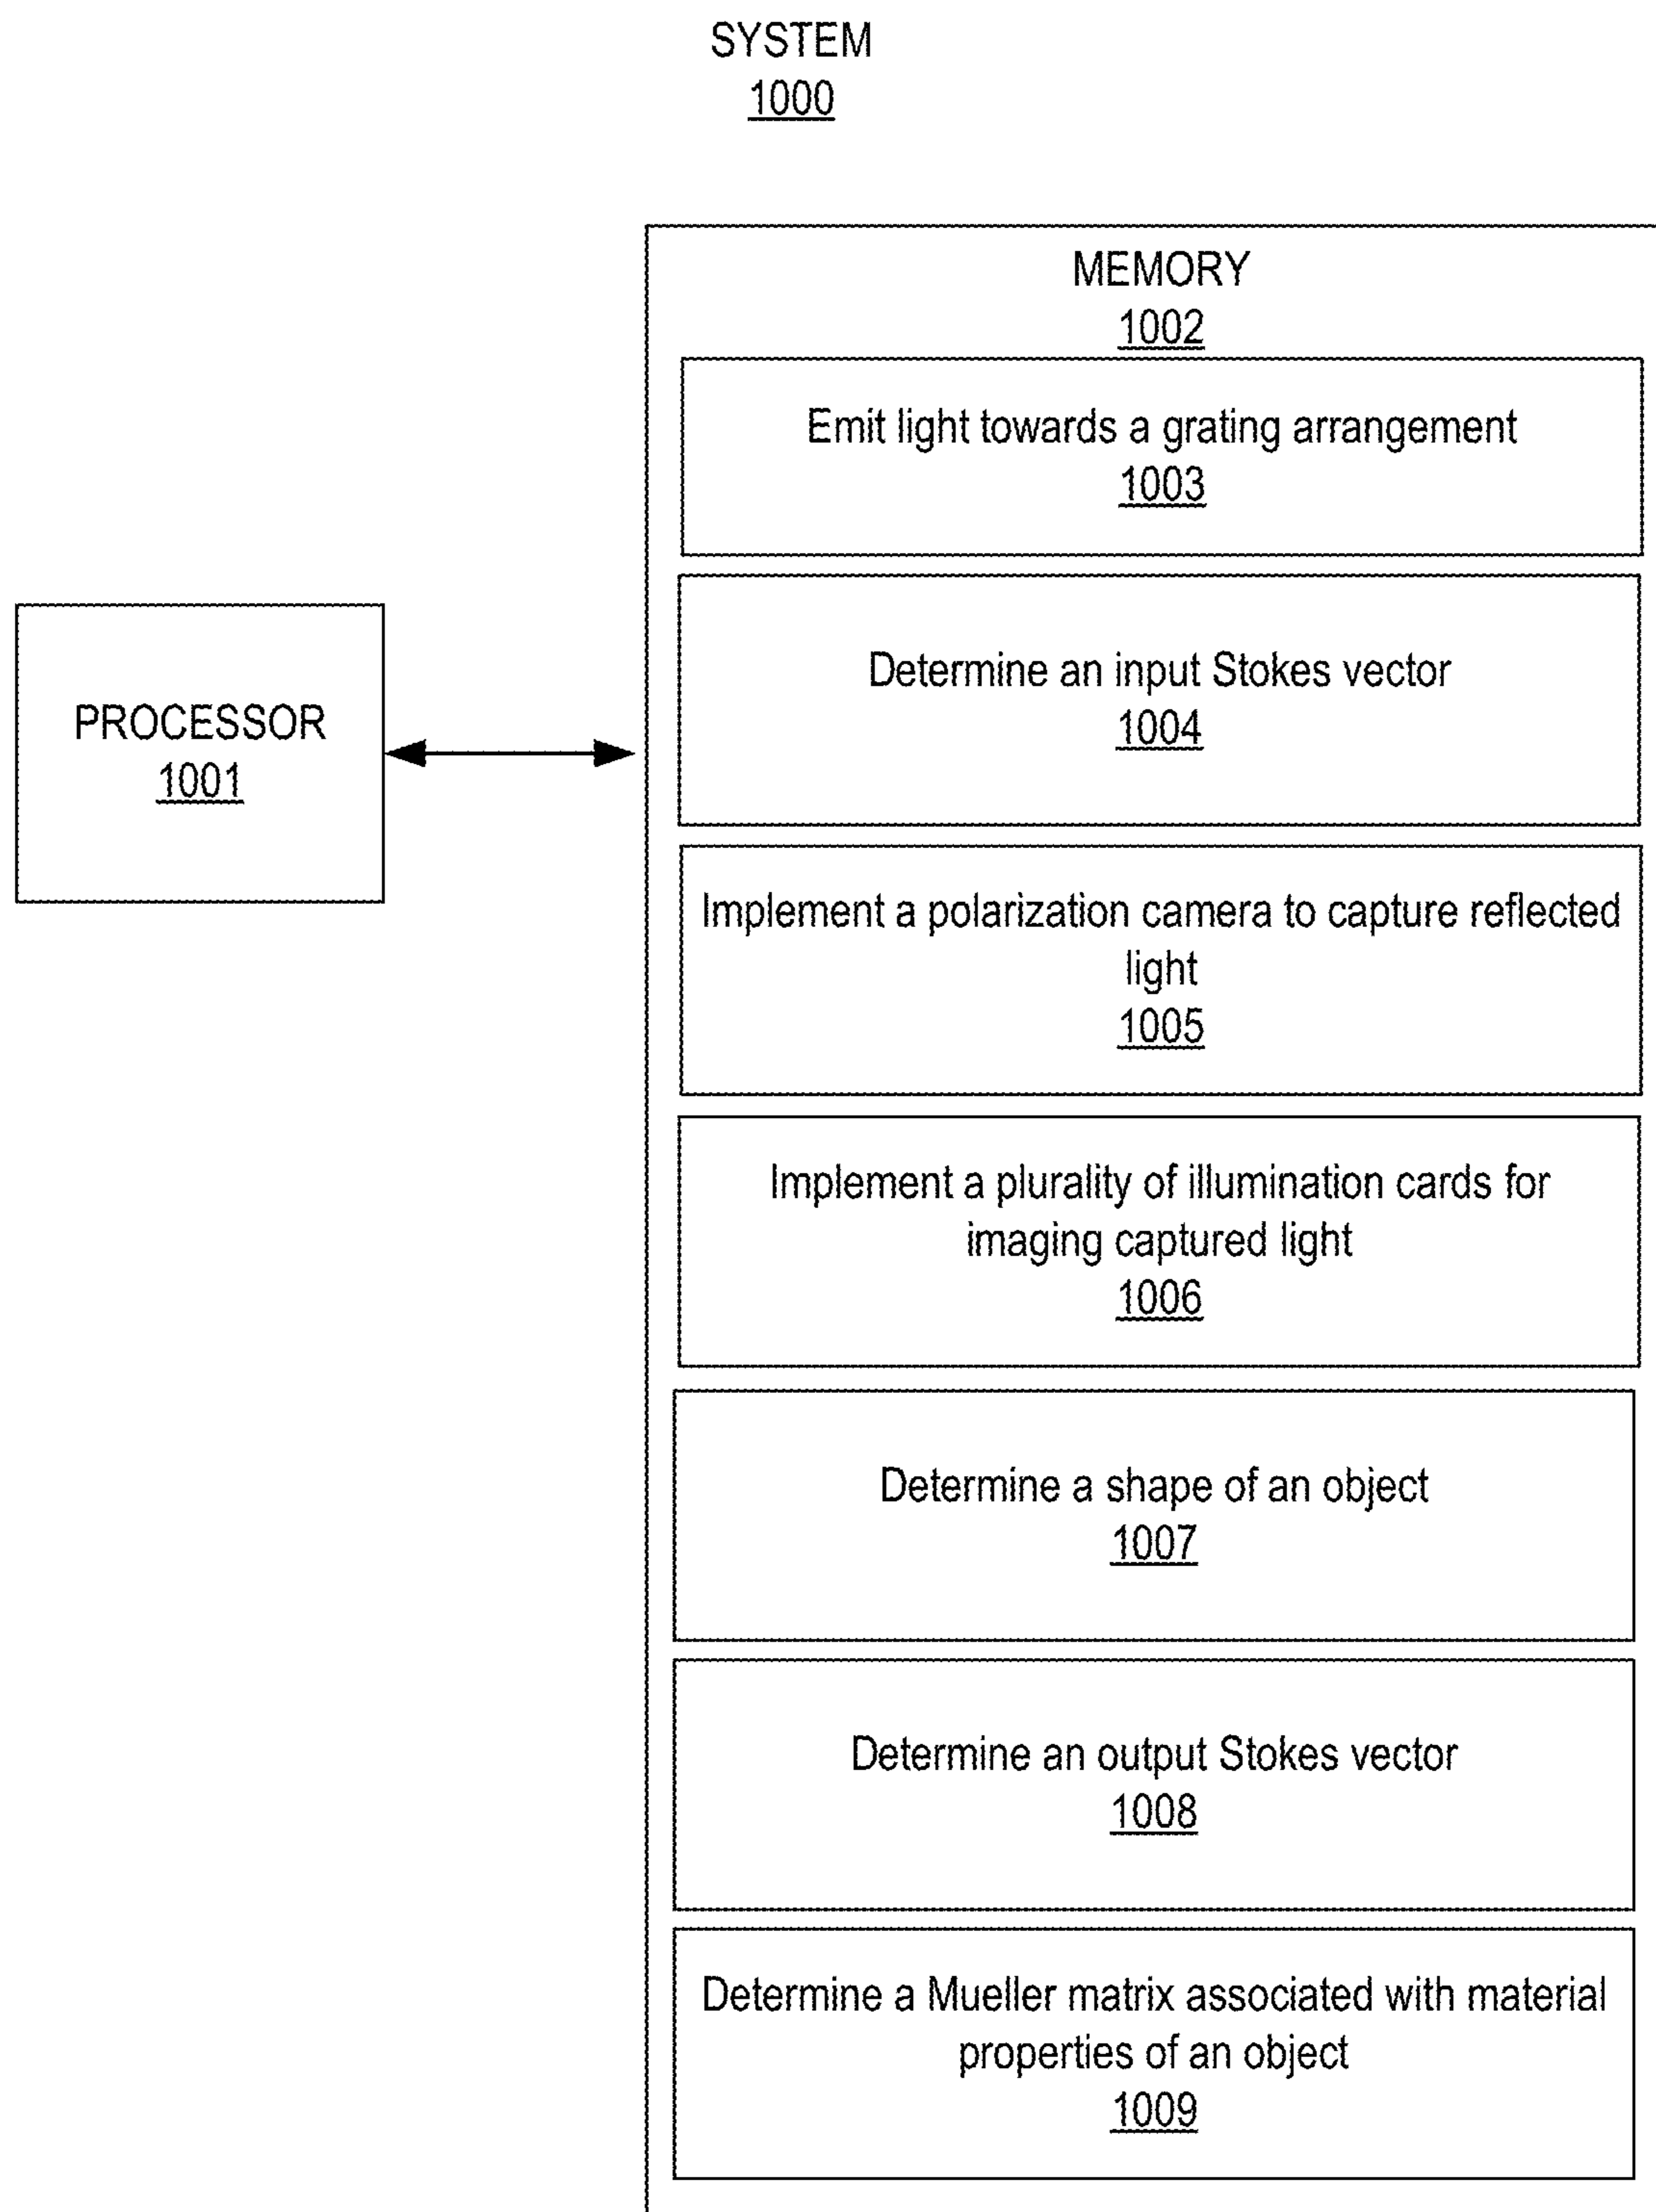 SYSTEM
1000
MEMORY
1002
Emit light towards a grating arrangement
1003
Determine an input Stokes vector
1004
PROCESSOR
1001
Implement a polarization camera to capture reflected
light
1005
Implement a plurality of illumination cards for
imaging captured light
1006
Determine a shape of an object
1007
Determine an output Stokes vector
1008
Determine a Mueller matrix associated with material
properties of an object
1009